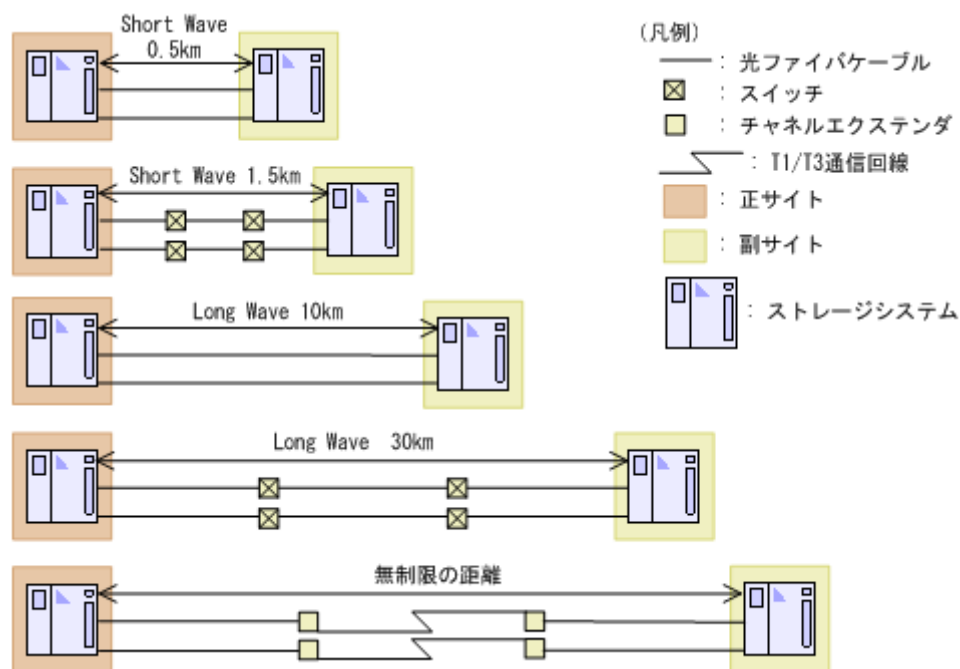 Short Wave
0.5km
Short Wave 1.5km
Long Wave 10km
Long Wave 30km
無制限の距離
(凡例)
: 光ファイバケーブル
: スイッチ
: チャネルエクステンダ
: T1/T3通信回線
: 正サイト
: 副サイト
: ストレージシステム